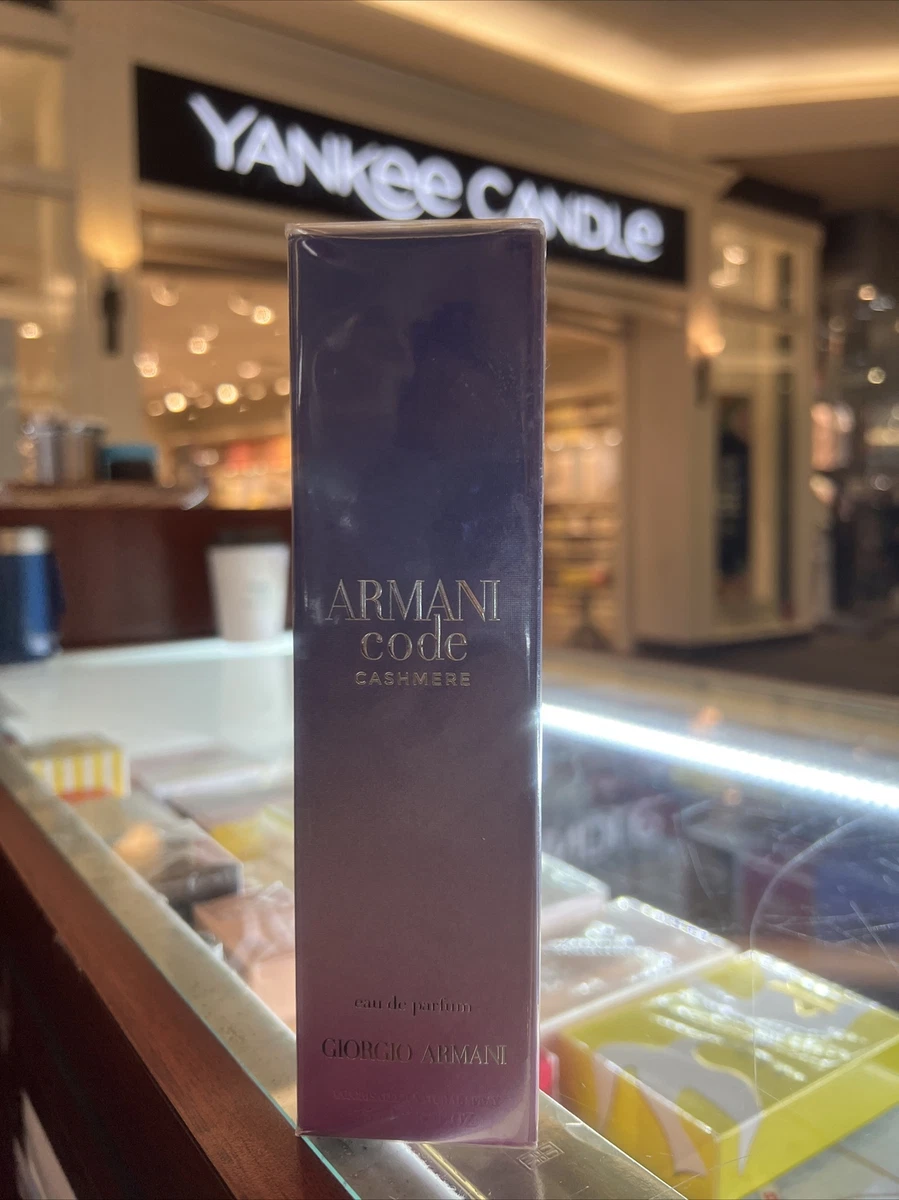 YANKEE CANDLE
ARMANI
code
CASHMERE
eau de parfum
GIORGIO ARMANI